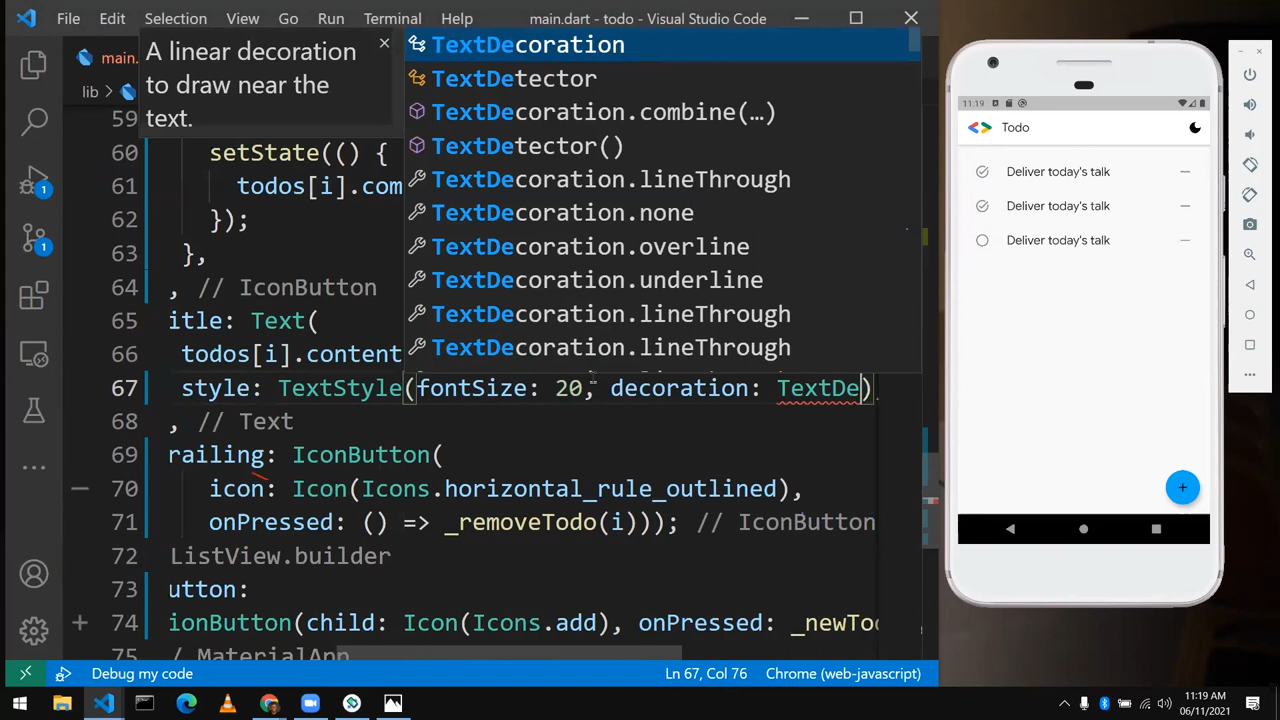 File Edit Selection View Go Run Terminal Help main.dart - todo - Visual Studio Code
main.
lib >
A linear decoration
to draw near the
text.
TextDecoration
TextDetector
TextDecoration.combine(…)
TextDetector()
TextDecoration.lineThrough
TextDecoration.none
TextDecoration.overline
TextDecoration.underline
TextDecoration.lineThrough
TextDecoration.lineThrough
59
60 setState(() {
61 todos[i].com
62 });
63 },
64 , // IconButton
65 itle: Text(
66 todos[i].content
67 style: TextStyle(fontSize: 20, decoration: TextDe)
68 , // Text
69 railing: IconButton(
70 icon: Icon(Icons.horizontal_rule_outlined),
71 onPressed: () => _removeTodo(i))); // IconButton
72 ListView.builder
73 utton:
74 ionButton(child: Icon(Icons.add), onPressed: _newTod
75 / MaterialApp
1
1
Debug my code Ln 67, Col 76 Chrome (web-javascript)
11:19
Todo
Deliver today's talk
Deliver today's talk
Deliver today's talk
11:19 AM
06/11/2021